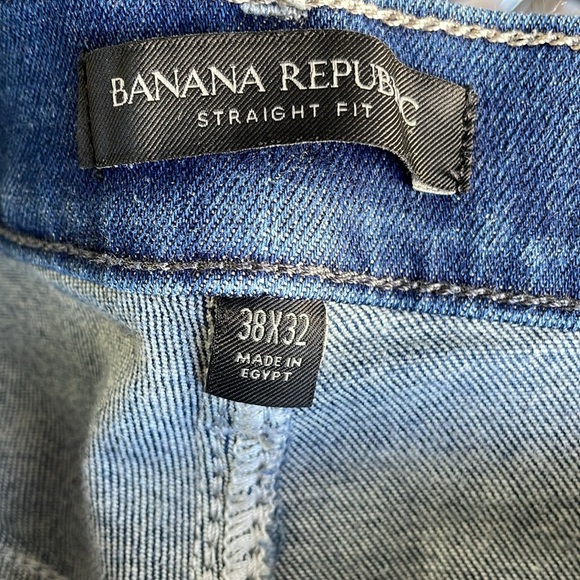 BANANA REPUBLIC
STRAIGHT FIT
38X32
MADE IN
EGYPT